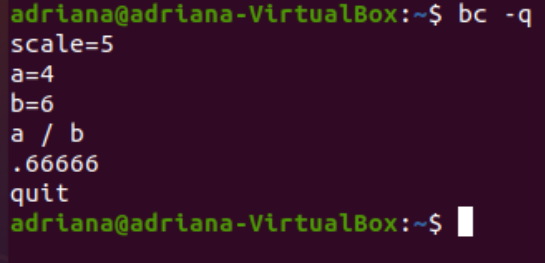 adriana@adriana-VirtualBox:~$ bc -q
scale=5
a=4
b=6
a / b
.66666
quit
adriana@adriana-VirtualBox:~$